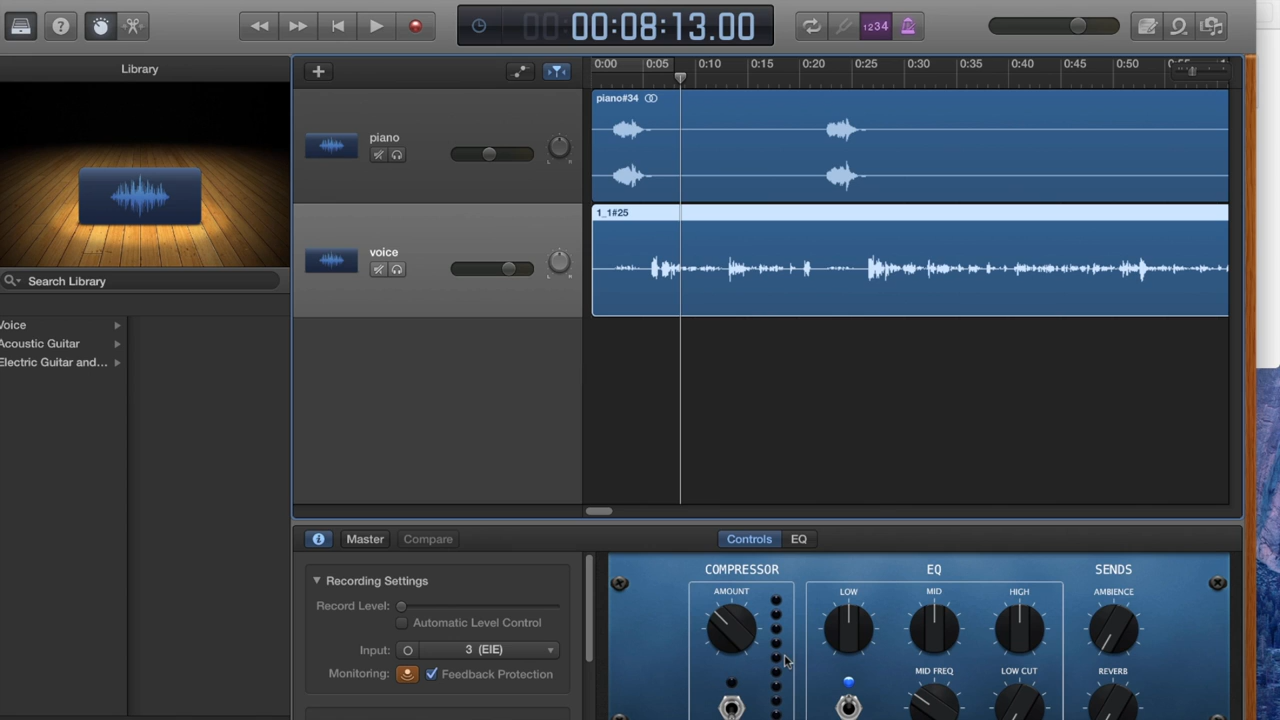 00:08:13.00
1234
Library
0:00 0:05 0:10 0:15 0:20 0:25 0:30 0:35 0:40 0:45 0:50
piano#34
piano
1_1#25
voice
Search Library
Voice
Acoustic Guitar
Electric Guitar and...
Master Compare
Controls EQ
COMPRESSOR EQ SENDS
Recording Settings
AMOUNT LOW MID HIGH AMBIENCE
Record Level:
Automatic Level Control
Input: 3 (EIE)
Monitoring: Feedback Protection
MID FREQ LOW CUT REVERB